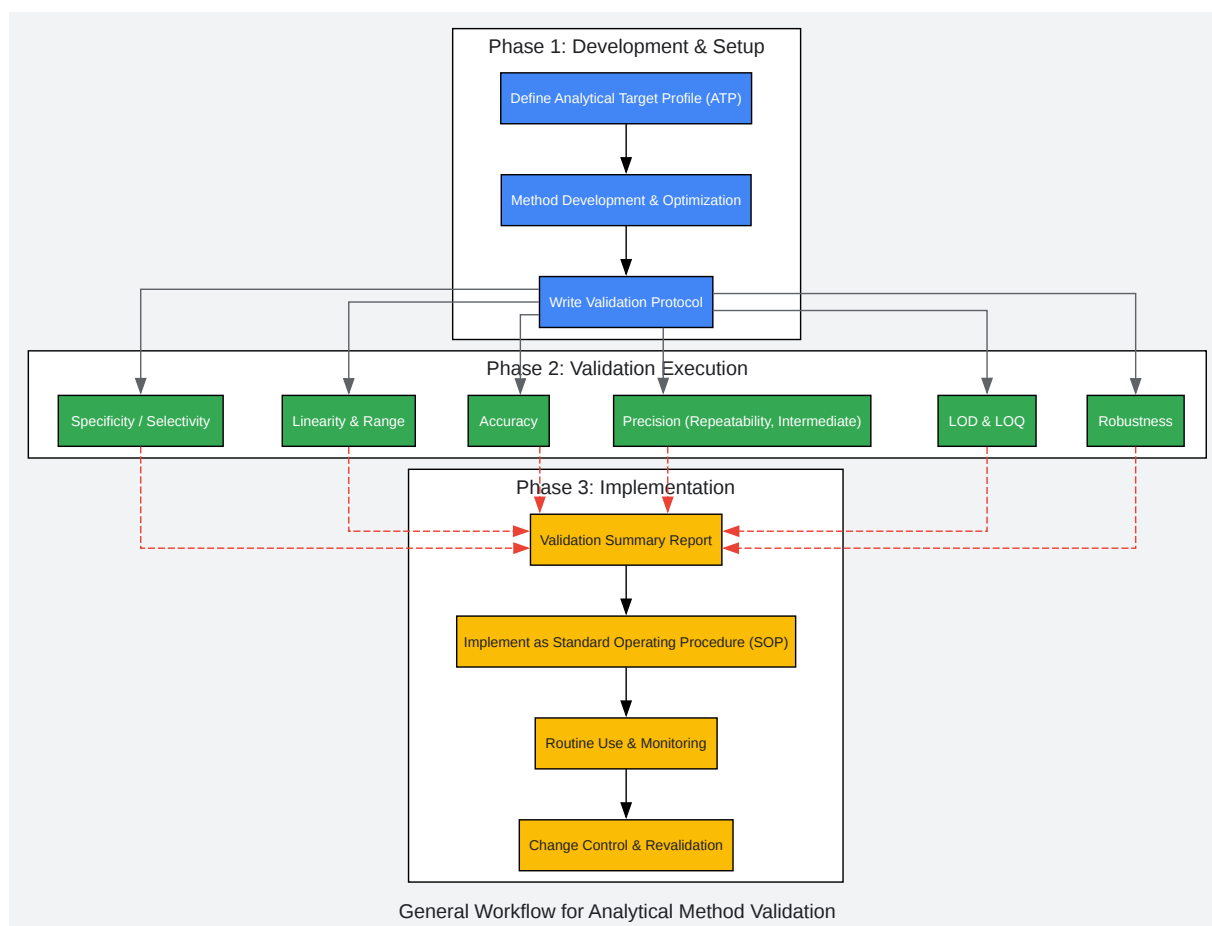 Phase 1: Development & Setup
Define Analytical Target Profile (ATP)
Method Development & Optimization
Write Validation Protocol
Phase 2: Validation Execution
Specificity / Selectivity
Linearity & Range
Accuracy
Precision (Repeatability, Intermediate)
LOD & LOQ
Robustness
Phase 3: Implementation
Validation Summary Report
Implement as Standard Operating Procedure (SOP)
Routine Use & Monitoring
Change Control & Revalidation
General Workflow for Analytical Method Validation